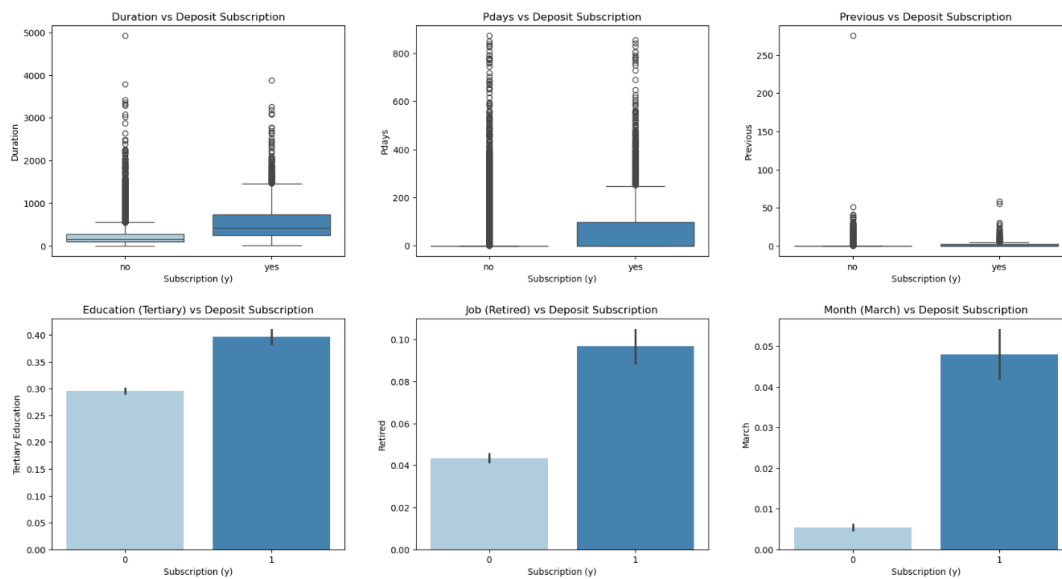 Duration vs Deposit Subscription
5000
4000
3000
2000
1000
0
Duration
no
yes
Subscription (y)
Pdays vs Deposit Subscription
800
600
400
200
0
Pdays
no
yes
Subscription (y)
Previous vs Deposit Subscription
250
200
150
100
50
0
Previous
no
yes
Subscription (y)
Education (Tertiary) vs Deposit Subscription
0.40
0.35
0.30
0.25
0.20
0.15
0.10
0.05
0.00
Tertiary Education
0
1
Subscription (y)
Job (Retired) vs Deposit Subscription
0.10
0.08
0.06
0.04
0.02
0.00
Retired
0
1
Subscription (y)
Month (March) vs Deposit Subscription
0.05
0.04
0.03
0.02
0.01
0.00
March
0
1
Subscription (y)